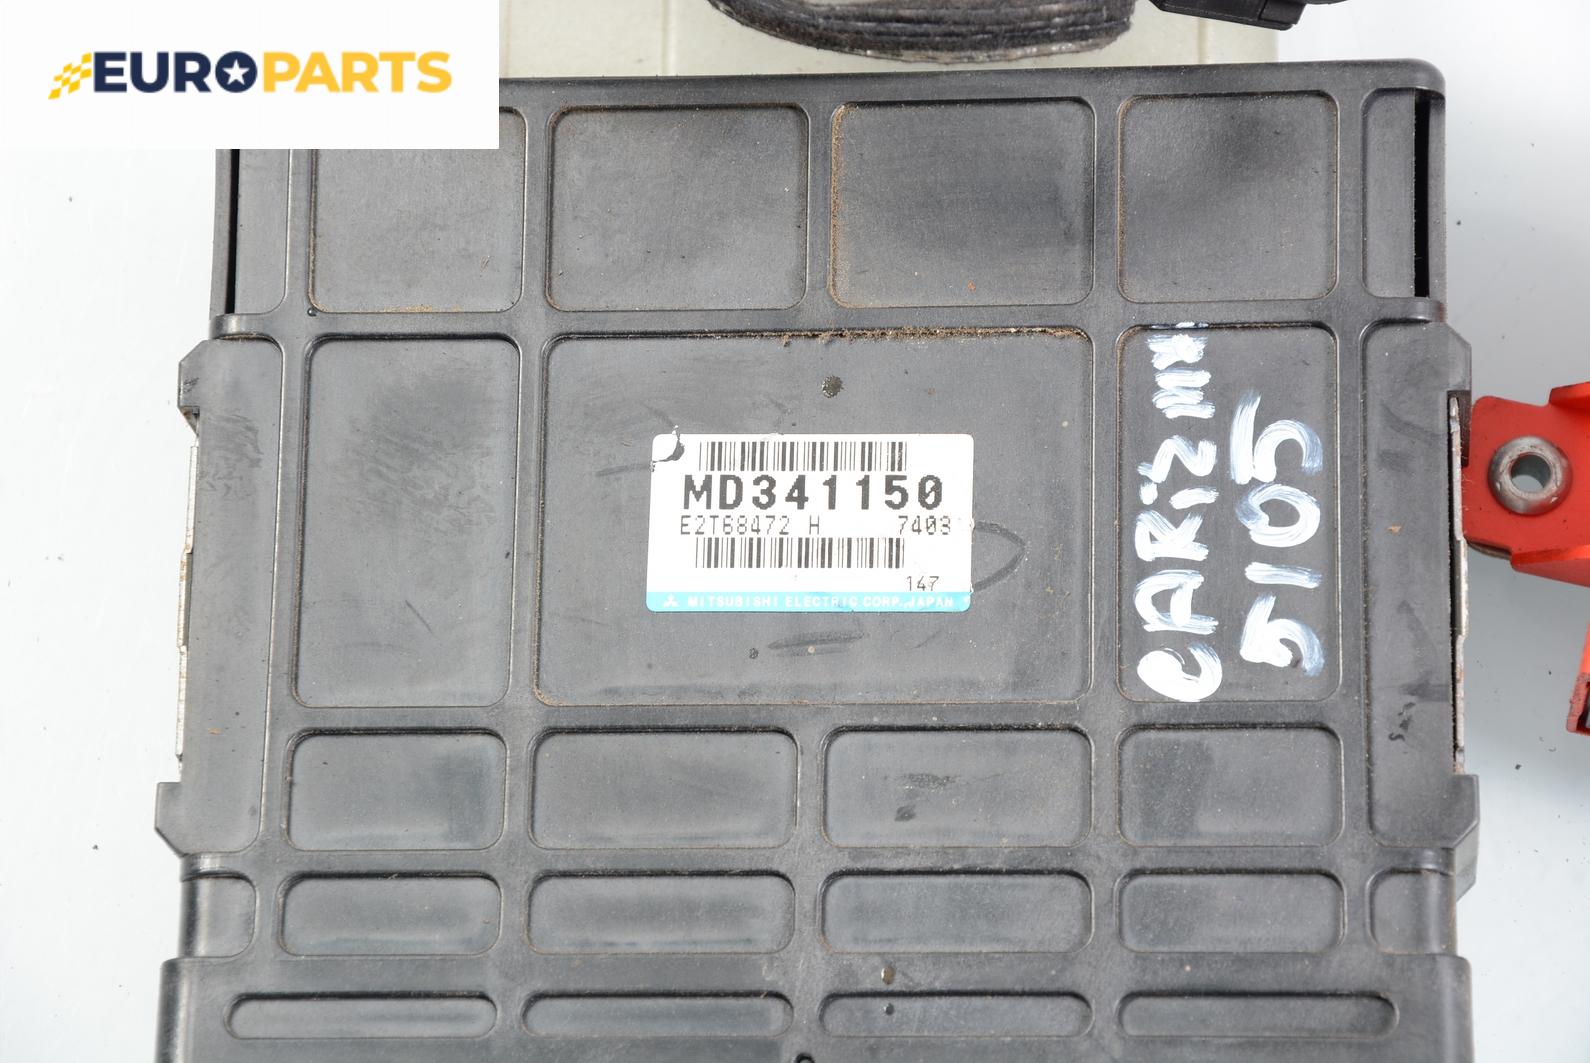 EUROPARTS
MD341150
E2T68472 H 7403
147
MITSUBISHI ELECTRIC CORP. JAPAN
CARIZMA
5105